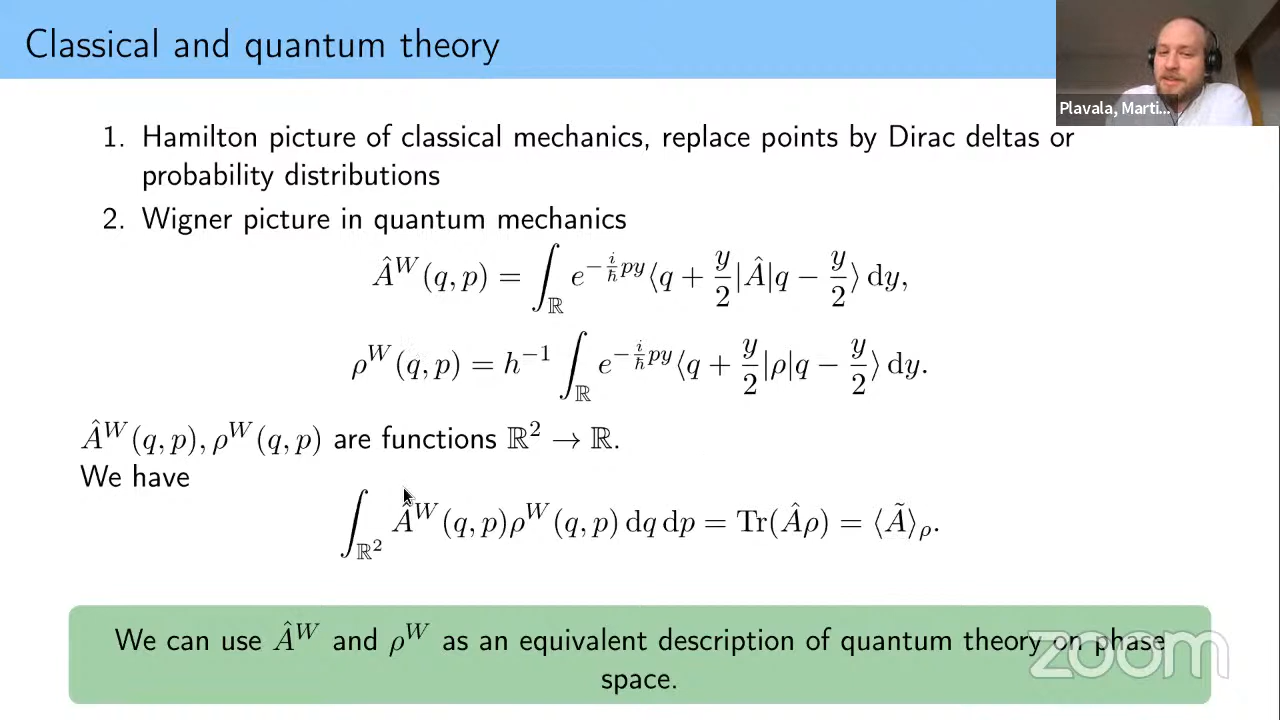 Classical and quantum theory
Plavala, Marti...
1. Hamilton picture of classical mechanics, replace points by Dirac deltas or
probability distributions
2. Wigner picture in quantum mechanics
Â^W(q, p) = ∫_ℝ e^{−(i/ħ)py}⟨q + y/2|Â|q − y/2⟩ dy,
ρ^W(q, p) = h^{−1} ∫_ℝ e^{−(i/ħ)py}⟨q + y/2|ρ|q − y/2⟩ dy.
Â^W(q, p), ρ^W(q, p) are functions ℝ² → ℝ.
We have
∫_{ℝ²} Â^W(q, p)ρ^W(q, p) dq dp = Tr(Âρ) = ⟨Ã⟩_ρ.
We can use Â^W and ρ^W as an equivalent description of quantum theory on phase
space.
zoom